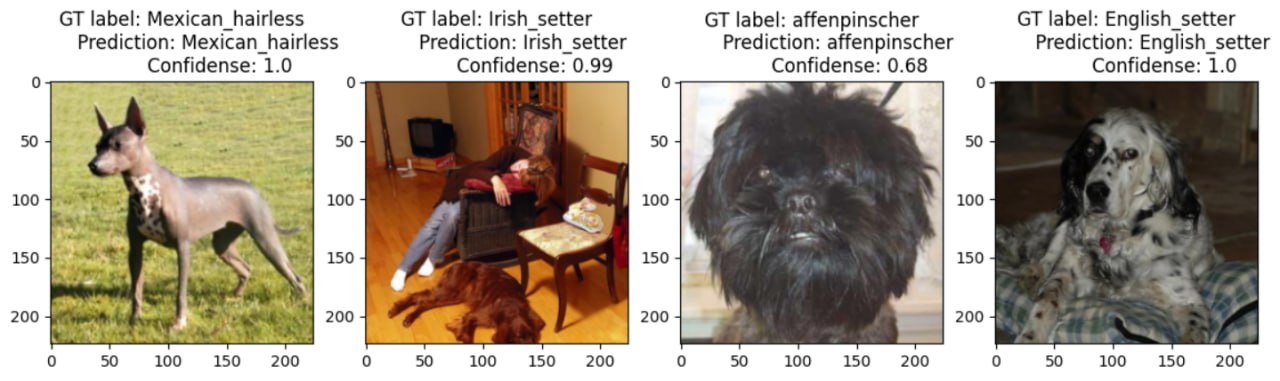 GT label: Mexican_hairless
Prediction: Mexican_hairless
Confidense: 1.0
0
50
100
150
200
0 50 100 150 200
GT label: Irish_setter
Prediction: Irish_setter
Confidense: 0.99
0
50
100
150
200
0 50 100 150 200
GT label: affenpinscher
Prediction: affenpinscher
Confidense: 0.68
0
50
100
150
200
0 50 100 150 200
GT label: English_setter
Prediction: English_setter
Confidense: 1.0
0
50
100
150
200
0 50 100 150 200